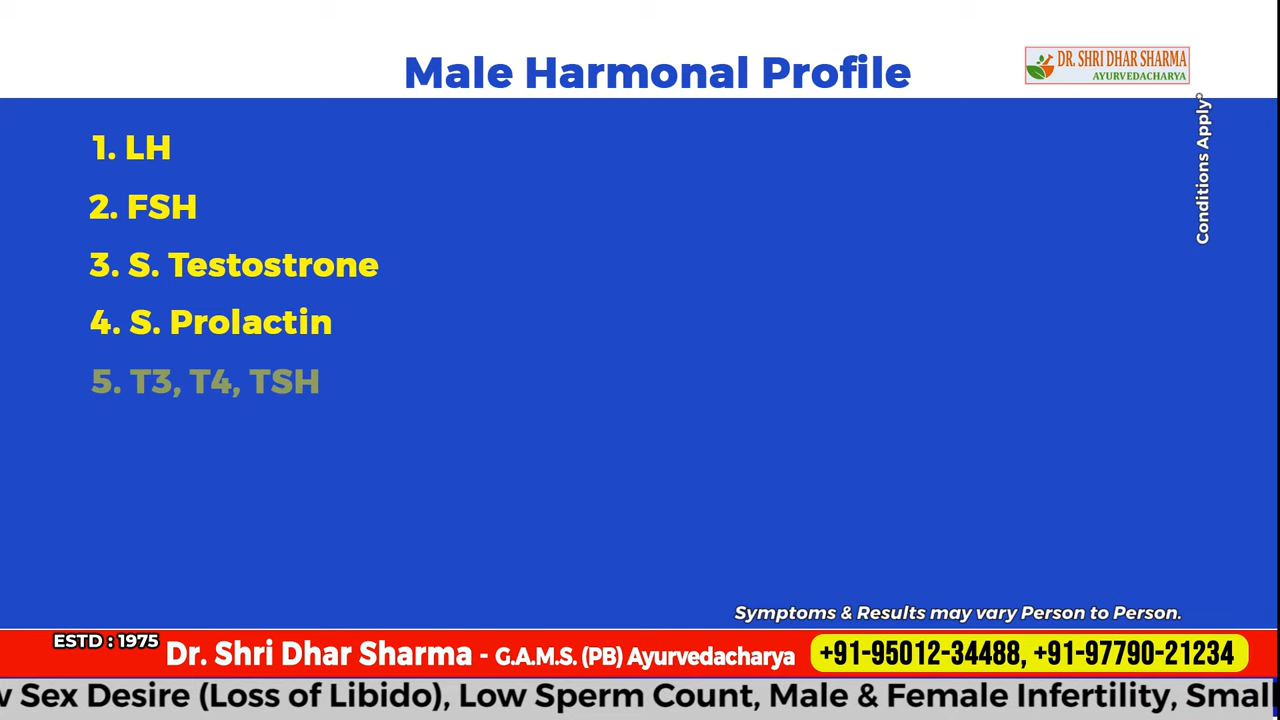 Male Harmonal Profile
DR. SHRI DHAR SHARMA
AYURVEDACHARYA
Conditions Apply°
1. LH
2. FSH
3. S. Testostrone
4. S. Prolactin
5. T3, T4, TSH
Symptoms & Results may vary Person to Person.
ESTD : 1975
Dr. Shri Dhar Sharma - G.A.M.S. (PB) Ayurvedacharya
+91-95012-34488, +91-97790-21234
Sex Desire (Loss of Libido), Low Sperm Count, Male & Female Infertility, Small